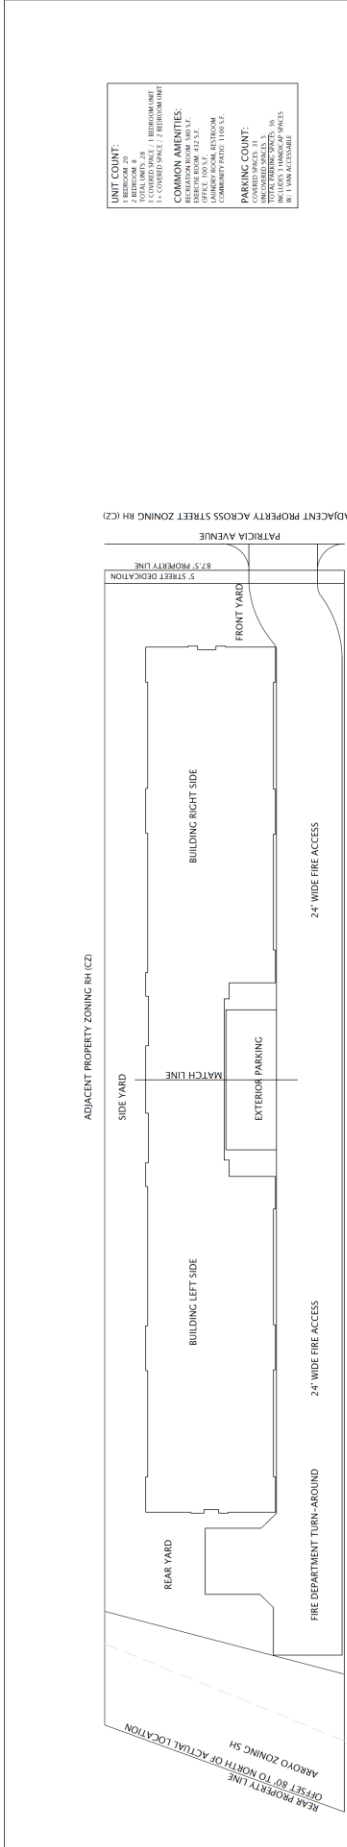 UNIT COUNT:
1 BEDROOM: 20
2 BEDROOM: 8
TOTAL UNITS: 28
1 COVERED SPACE / 1 BEDROOM UNIT
1+ COVERED SPACE / 2 BEDROOM UNIT
COMMON AMENITIES:
RECREATION ROOM: 580 S.F.
EXERCISE ROOM: 432 S.F.
OFFICE: 100 S.F.
LAUNDRY ROOM, RESTROOM
COMMUNITY PATIO: 1100 S.F.
PARKING COUNT:
COVERED SPACES: 31
UNCOVERED SPACES: 5
TOTAL PARKING SPACES: 36
INCLUDES 3 HANDICAP SPACES
W/ 1 VAN ACCESSABLE
ADJACENT PROPERTY ACROSS STREET ZONING RH (CZ)
PATRICIA AVENUE
87.5' PROPERTY LINE
5' STREET DEDICATION
FRONT YARD
BUILDING RIGHT SIDE
24' WIDE FIRE ACCESS
ADJACENT PROPERTY ZONING RH (CZ)
SIDE YARD
MATCH LINE
EXTERIOR PARKING
BUILDING LEFT SIDE
24' WIDE FIRE ACCESS
REAR YARD
FIRE DEPARTMENT TURN-AROUND
ARROYO ZONING SH
OFFSET 80' TO NORTH OF ACTUAL LOCATION
REAR PROPERTY LINE